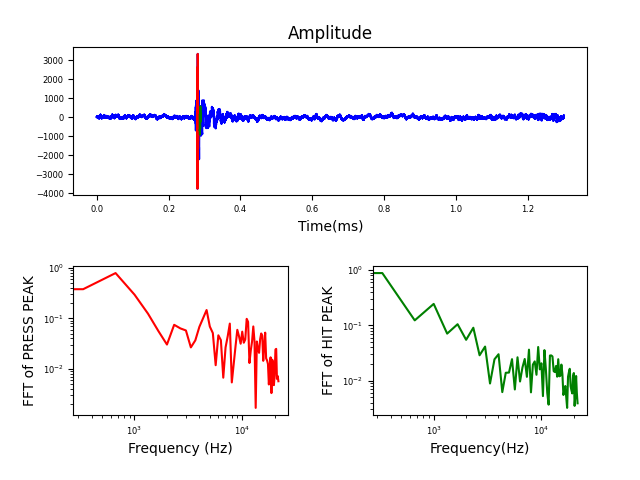 Amplitude
3000
2000
1000
0
−1000
−2000
−3000
−4000
0.0 0.2 0.4 0.6 0.8 1.0 1.2
Time(ms)
FFT of PRESS PEAK
10⁰
10⁻¹
10⁻²
10³ 10⁴
Frequency (Hz)
FFT of HIT PEAK
10⁰
10⁻¹
10⁻²
10³ 10⁴
Frequency(Hz)